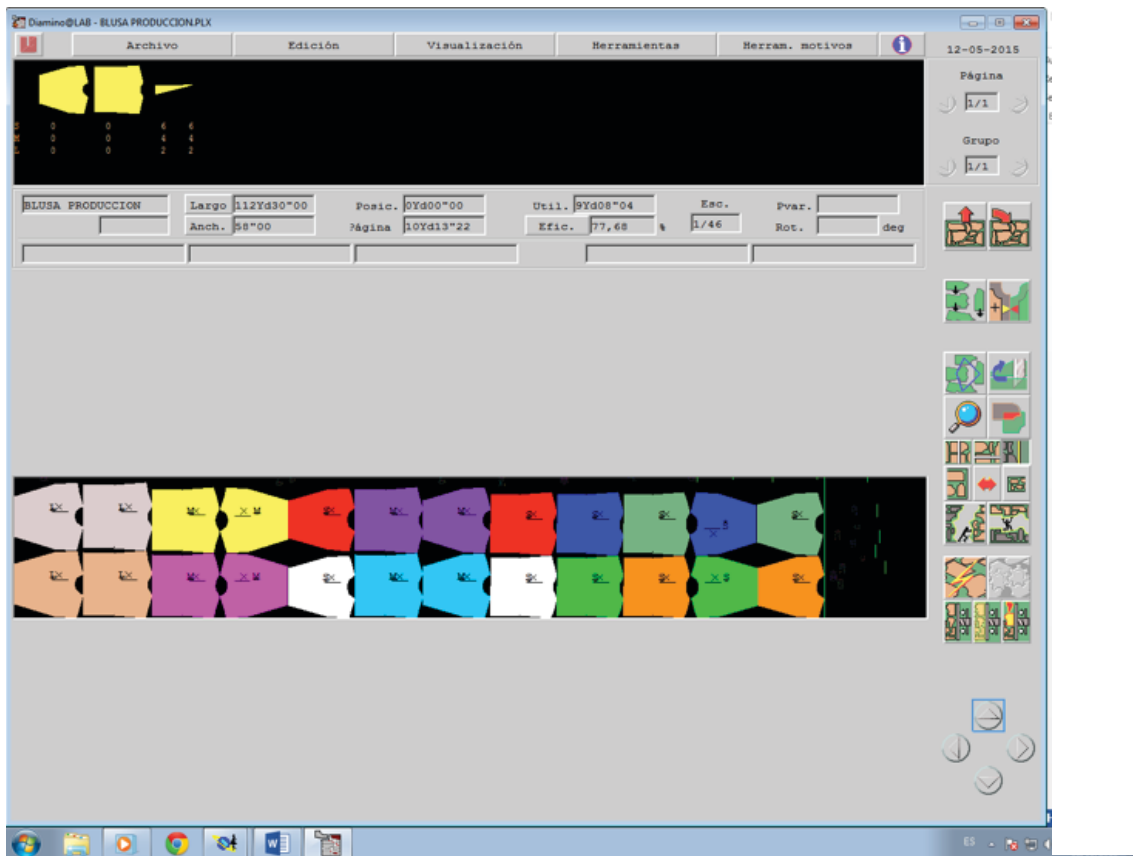 Diamino@LAB - BLUSA PRODUCCION.PLX
Archivo Edición Visualización Herramientas Herram. motivos
12-05-2015
Página
1/1
Grupo
1/1
S 0 0 6 6
M 0 0 4 4
L 0 0 2 2
BLUSA PRODUCCION Largo 112Yd30"00 Posic. 0Yd00"00 Util. 9Yd08"04 Esc. Pvar.
Anch. 58"00 Página 10Yd13"22 Efic. 77,68 % 1/46 Rot. deg
ES